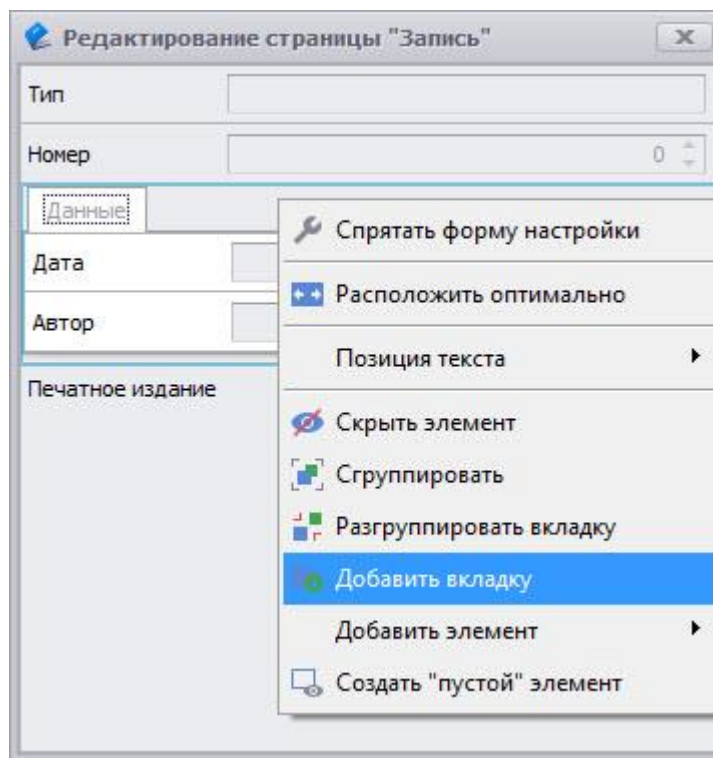 Редактирование страницы "Запись"
Тип
Номер
0
Данные
Дата
Автор
Печатное издание
Спрятать форму настройки
Расположить оптимально
Позиция текста
Скрыть элемент
Сгруппировать
Разгруппировать вкладку
Добавить вкладку
Добавить элемент
Создать "пустой" элемент